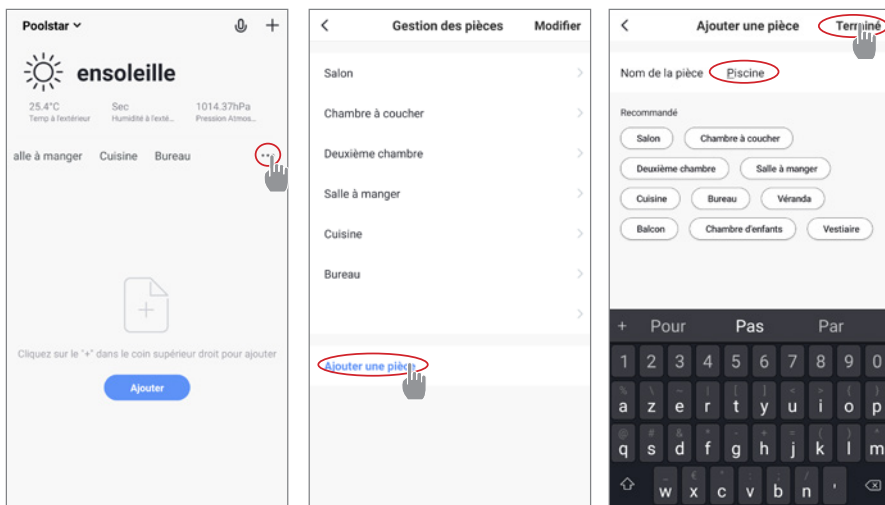 Poolstar
ensoleille
25.4°C Sec 1014.37hPa
Temp à l'extérieur Humidité à l'exté... Pression Atmos...
alle à manger Cuisine Bureau ...
Cliquez sur le "+" dans le coin supérieur droit pour ajouter
Ajouter
Gestion des pièces Modifier
Salon
Chambre à coucher
Deuxième chambre
Salle à manger
Cuisine
Bureau
Ajouter une pièce
Ajouter une pièce Terminé
Nom de la pièce Piscine
Recommandé
Salon Chambre à coucher
Deuxième chambre Salle à manger
Cuisine Bureau Véranda
Balcon Chambre d'enfants Vestiaire
+ Pour Pas Par
1 2 3 4 5 6 7 8 9 0
a z e r t y u i o p
q s d f g h j k l m
w x c v b n '